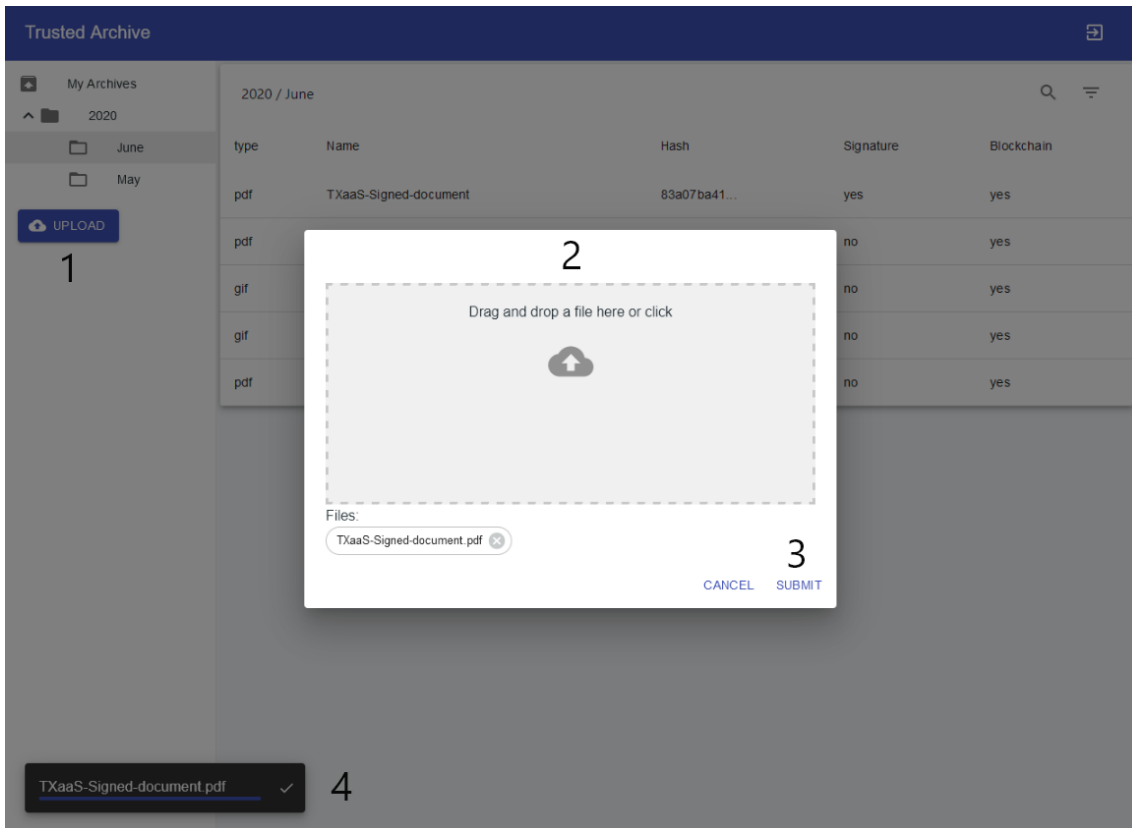 Trusted Archive
My Archives
2020
June
May
UPLOAD
1
2020 / June
type Name Hash Signature Blockchain
pdf TXaaS-Signed-document 83a07ba41... yes yes
pdf no yes
gif no yes
gif no yes
pdf no yes
2
Drag and drop a file here or click
Files:
TXaaS-Signed-document.pdf
3
CANCEL SUBMIT
TXaaS-Signed-document.pdf
4